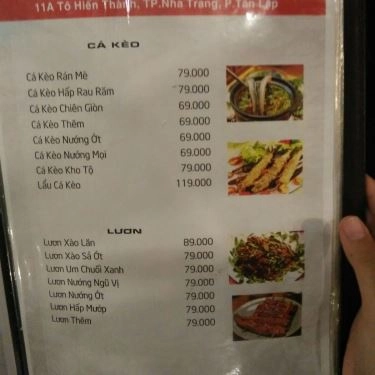 11A Tô Hiến Thành, TP.Nha Trang, P.Tân Lập
CÁ KÈO
Cá Kèo Rán Mè 79.000
Cá Kèo Hấp Rau Răm 79.000
Cá Kèo Chiên Giòn 69.000
Cá Kèo Thêm 69.000
Cá Kèo Nướng Ớt 69.000
Cá Kèo Nướng Mọi 69.000
Cá Kèo Kho Tộ 79.000
Lẩu Cá Kèo 119.000
LƯƠN
Lươn Xào Lăn 89.000
Lươn Xào Sả Ớt 79.000
Lươn Um Chuối Xanh 79.000
Lươn Nướng Ngũ Vị 79.000
Lươn Nướng Ớt 79.000
Lươn Hấp Mướp 79.000
Lươn Thêm 79.000